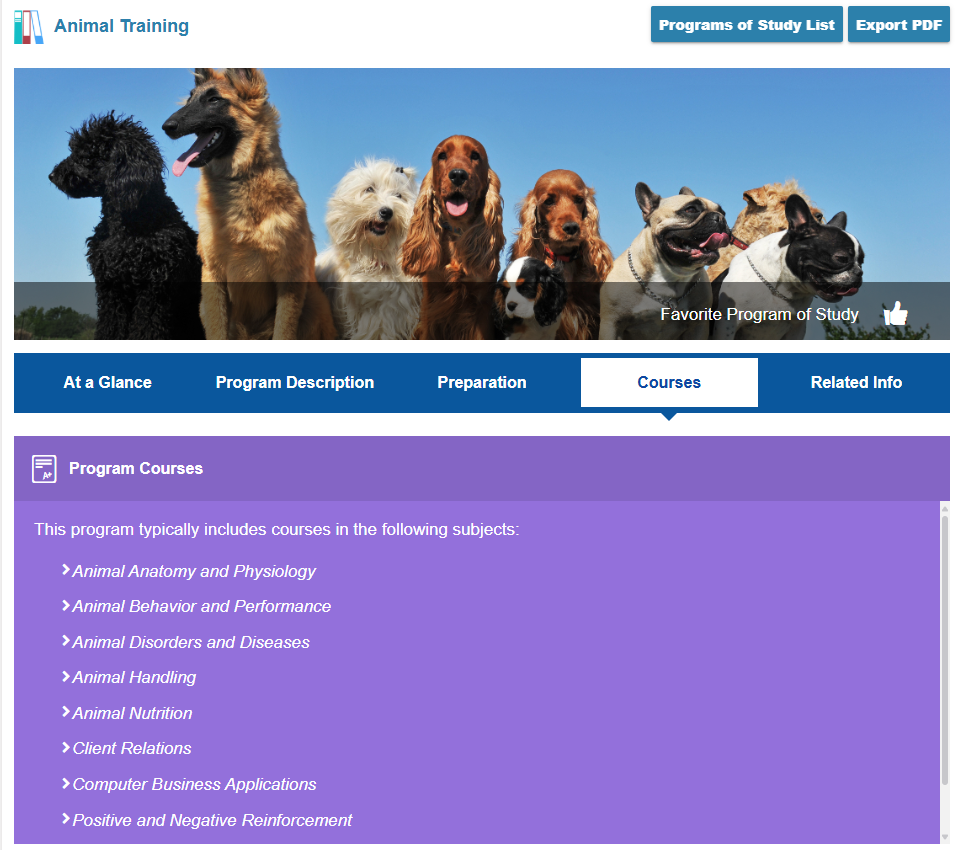 Animal Training
Programs of Study List
Export PDF
Favorite Program of Study
At a Glance
Program Description
Preparation
Courses
Related Info
A+
Program Courses
This program typically includes courses in the following subjects:
Animal Anatomy and Physiology
Animal Behavior and Performance
Animal Disorders and Diseases
Animal Handling
Animal Nutrition
Client Relations
Computer Business Applications
Positive and Negative Reinforcement